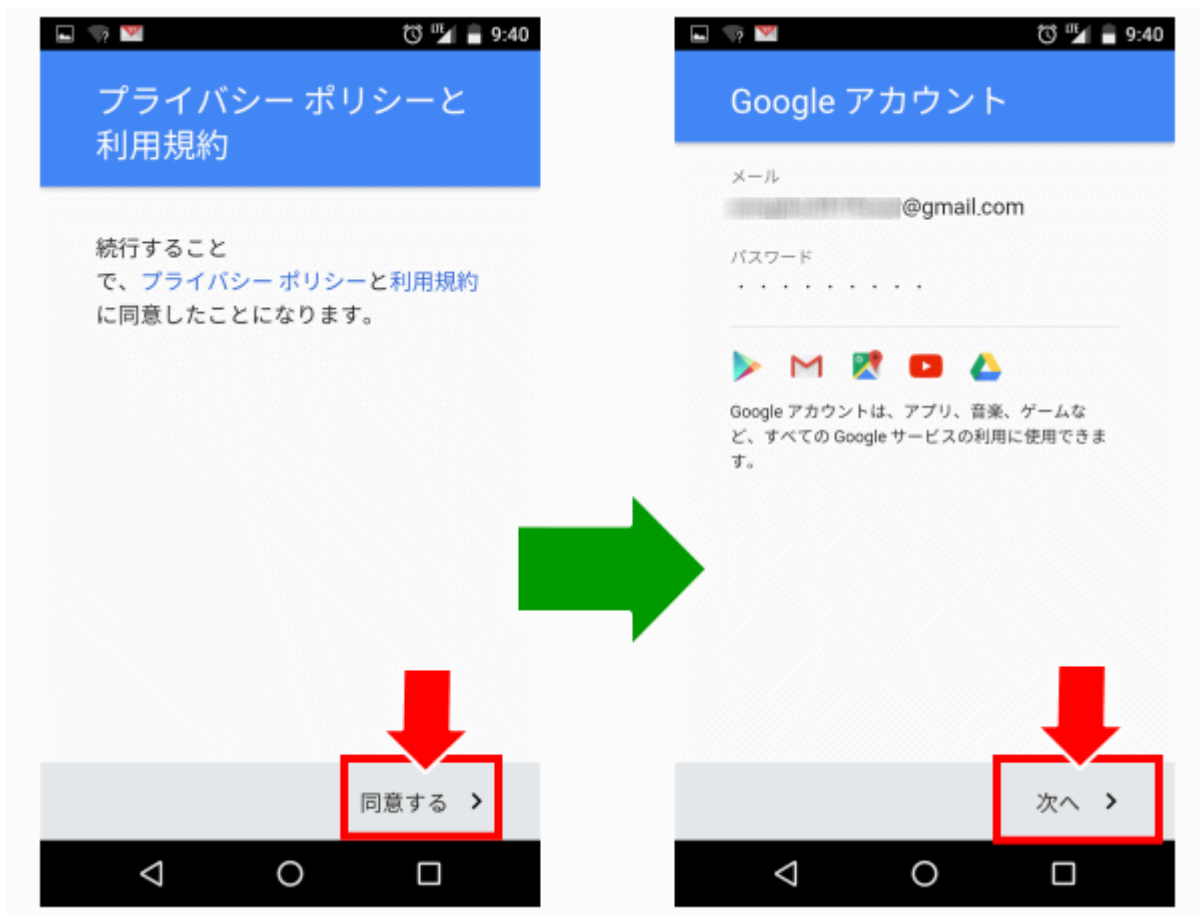 LTE 9:40
プライバシー ポリシーと
利用規約
続行すること
で、プライバシー ポリシーと利用規約
に同意したことになります。
同意する
LTE 9:40
Google アカウント
メール
@gmail.com
パスワード
・・・・・・・・・
Google アカウントは、アプリ、音楽、ゲームな
ど、すべての Google サービスの利用に使用できま
す。
次へ